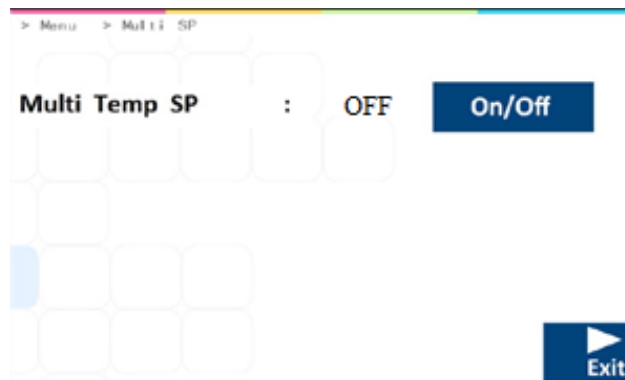 > Menu > Multi SP
Multi Temp SP : OFF On/Off
Exit